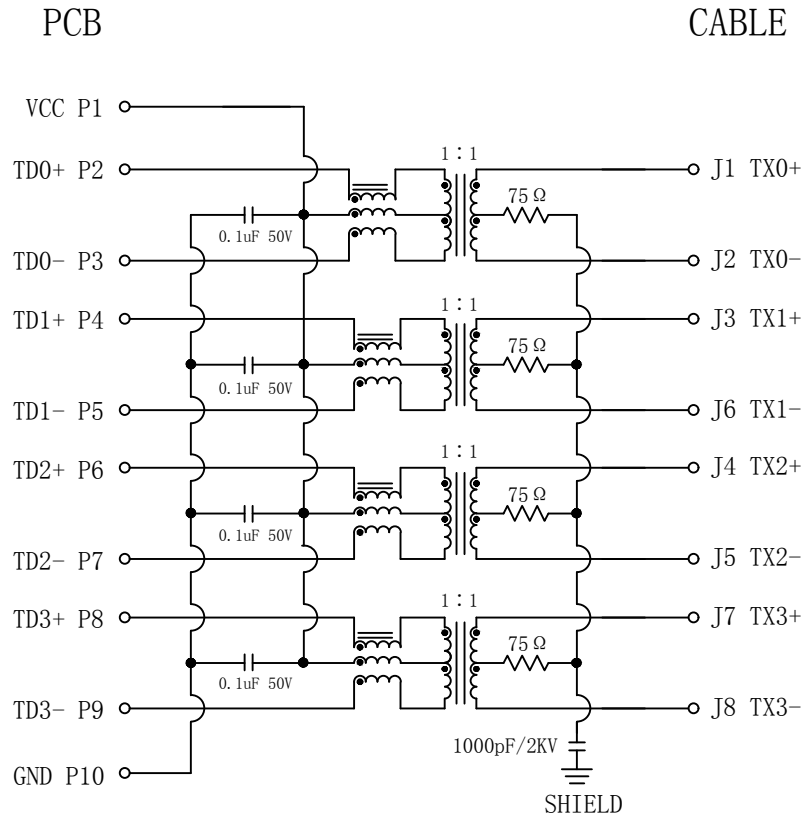 PCB CABLE
VCC P1
1:1
TD0+ P2 J1 TX0+
75Ω
0.1uF 50V
TD0- P3 J2 TX0-
1:1
TD1+ P4 J3 TX1+
75Ω
0.1uF 50V
TD1- P5 J6 TX1-
1:1
TD2+ P6 J4 TX2+
75Ω
0.1uF 50V
TD2- P7 J5 TX2-
1:1
TD3+ P8 J7 TX3+
75Ω
0.1uF 50V
TD3- P9 J8 TX3-
1000pF/2KV
GND P10
SHIELD